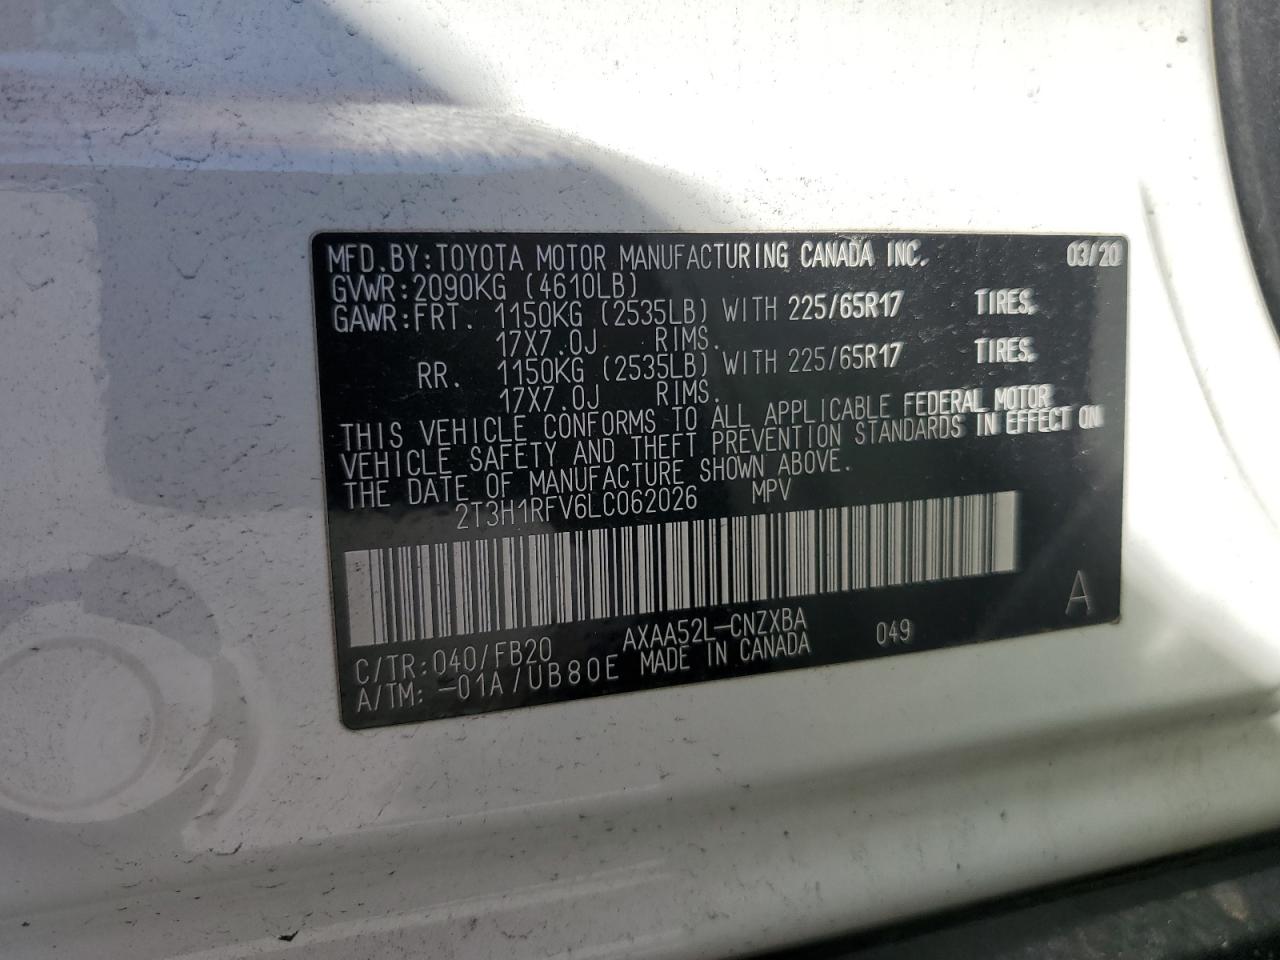 MFD.BY:TOYOTA MOTOR MANUFACTURING CANADA INC. 03/20
GVWR:2090KG (4610LB)
GAWR:FRT. 1150KG (2535LB) WITH 225/65R17 TIRES,
17X7.0J RIMS.
RR. 1150KG (2535LB) WITH 225/65R17 TIRES,
17X7.0J RIMS.
THIS VEHICLE CONFORMS TO ALL APPLICABLE FEDERAL MOTOR
VEHICLE SAFETY AND THEFT PREVENTION STANDARDS IN EFFECT ON
THE DATE OF MANUFACTURE SHOWN ABOVE.
2T3H1RFV6LC062026 MPV
C/TR:040/FB20 AXAA52L-CNZXBA 049 A
A/TM:-01A/UB80E MADE IN CANADA